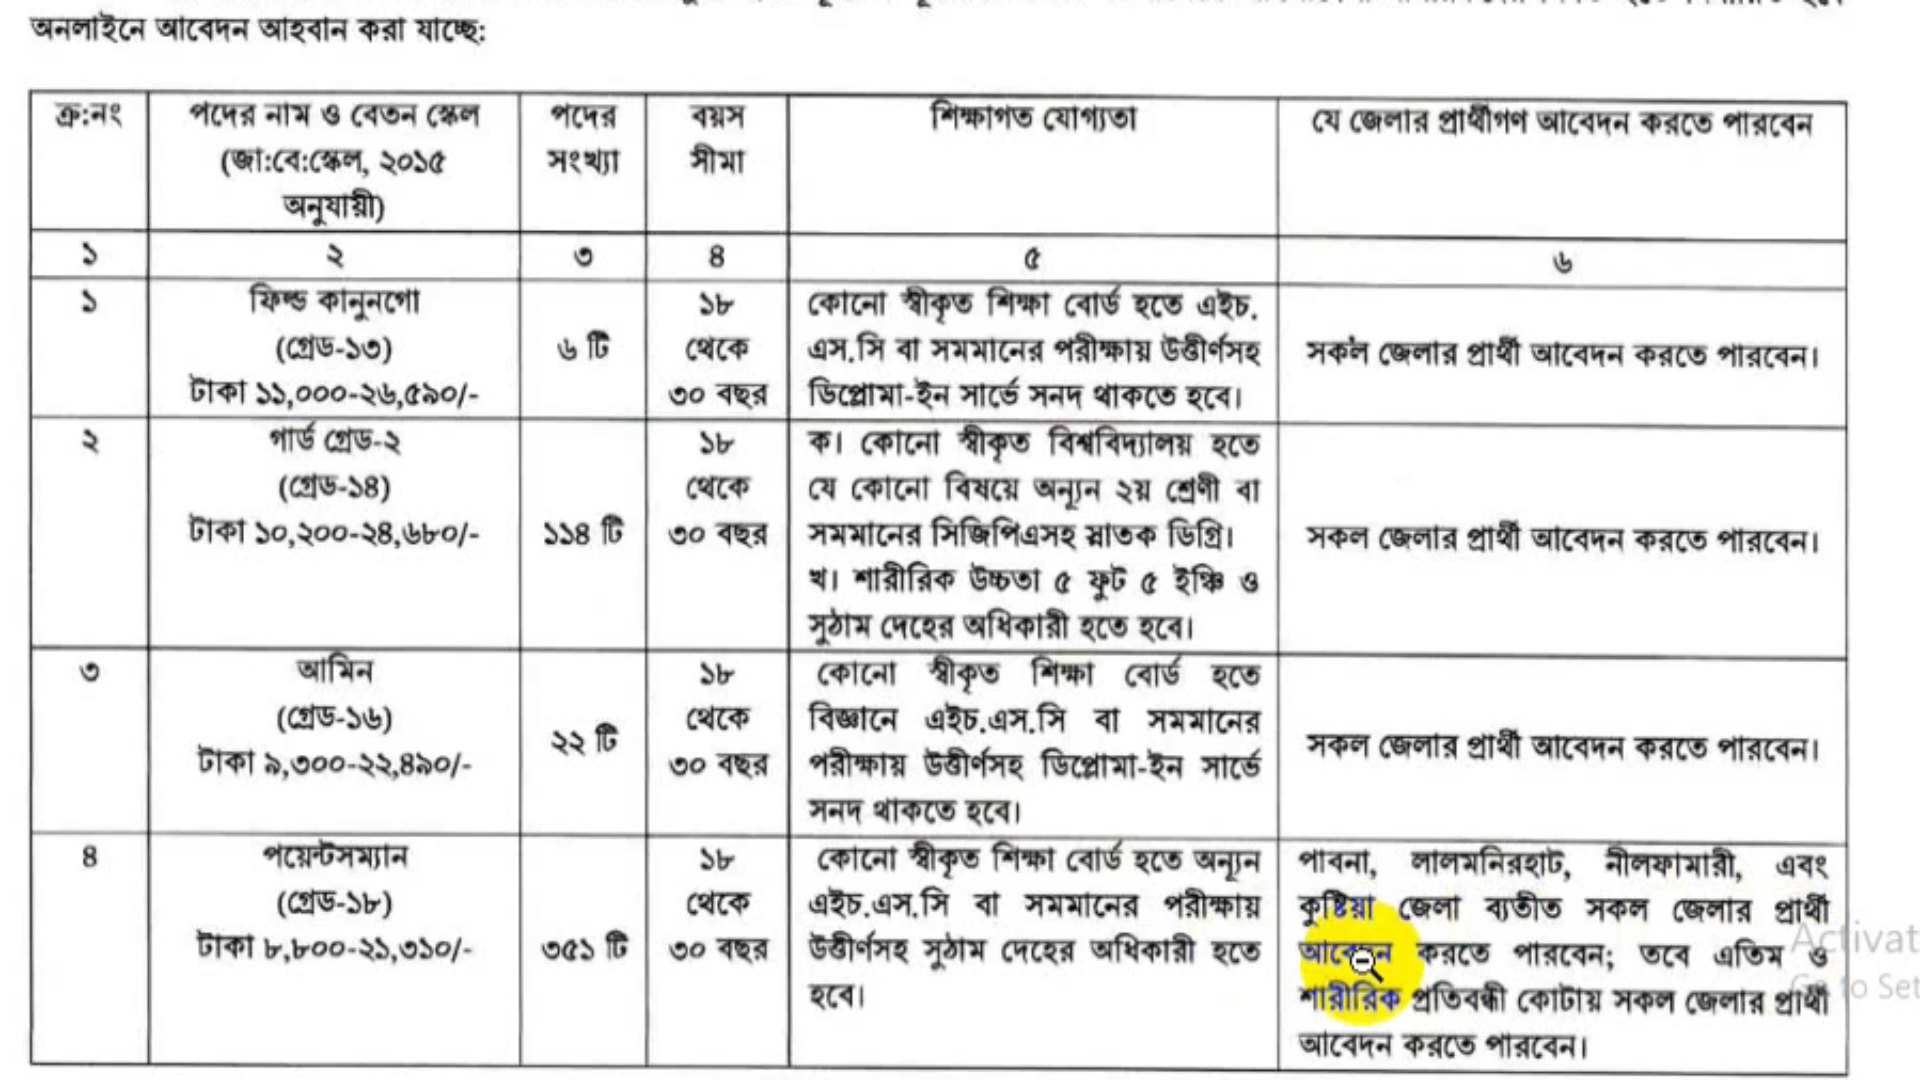 অনলাইনে আবেদন আহবান করা যাচ্ছে:
ক্র:নং
পদের নাম ও বেতন স্কেল
(জা:বে:স্কেল, ২০১৫
অনুযায়ী)
পদের
সংখ্যা
বয়স
সীমা
শিক্ষাগত যোগ্যতা
যে জেলার প্রার্থীগণ আবেদন করতে পারবেন
১
২
৩
৪
৫
৬
১
ফিল্ড কানুনগো
(গ্রেড-১৩)
টাকা ১১,০০০-২৬,৫৯০/-
৬ টি
১৮
থেকে
৩০ বছর
কোনো স্বীকৃত শিক্ষা বোর্ড হতে এইচ.
এস.সি বা সমমানের পরীক্ষায় উত্তীর্ণসহ
ডিপ্লোমা-ইন সার্ভে সনদ থাকতে হবে।
সকল জেলার প্রার্থী আবেদন করতে পারবেন।
২
গার্ড গ্রেড-২
(গ্রেড-১৪)
টাকা ১০,২০০-২৪,৬৮০/-
১১৪ টি
১৮
থেকে
৩০ বছর
ক। কোনো স্বীকৃত বিশ্ববিদ্যালয় হতে
যে কোনো বিষয়ে অন্যূন ২য় শ্রেণী বা
সমমানের সিজিপিএসহ স্নাতক ডিগ্রি।
খ। শারীরিক উচ্চতা ৫ ফুট ৫ ইঞ্চি ও
সুঠাম দেহের অধিকারী হতে হবে।
সকল জেলার প্রার্থী আবেদন করতে পারবেন।
৩
আমিন
(গ্রেড-১৬)
টাকা ৯,৩০০-২২,৪৯০/-
২২ টি
১৮
থেকে
৩০ বছর
কোনো স্বীকৃত শিক্ষা বোর্ড হতে
বিজ্ঞানে এইচ.এস.সি বা সমমানের
পরীক্ষায় উত্তীর্ণসহ ডিপ্লোমা-ইন সার্ভে
সনদ থাকতে হবে।
সকল জেলার প্রার্থী আবেদন করতে পারবেন।
৪
পয়েন্টসম্যান
(গ্রেড-১৮)
টাকা ৮,৮০০-২১,৩১০/-
৩৫১ টি
১৮
থেকে
৩০ বছর
কোনো স্বীকৃত শিক্ষা বোর্ড হতে অন্যূন
এইচ.এস.সি বা সমমানের পরীক্ষায়
উত্তীর্ণসহ সুঠাম দেহের অধিকারী হতে
হবে।
পাবনা, লালমনিরহাট, নীলফামারী, এবং
কুষ্টিয়া জেলা ব্যতীত সকল জেলার প্রার্থী
আবেদন করতে পারবেন; তবে এতিম ও
শারীরিক প্রতিবন্ধী কোটায় সকল জেলার প্রার্থী
আবেদন করতে পারবেন।
Activat
Go to Set